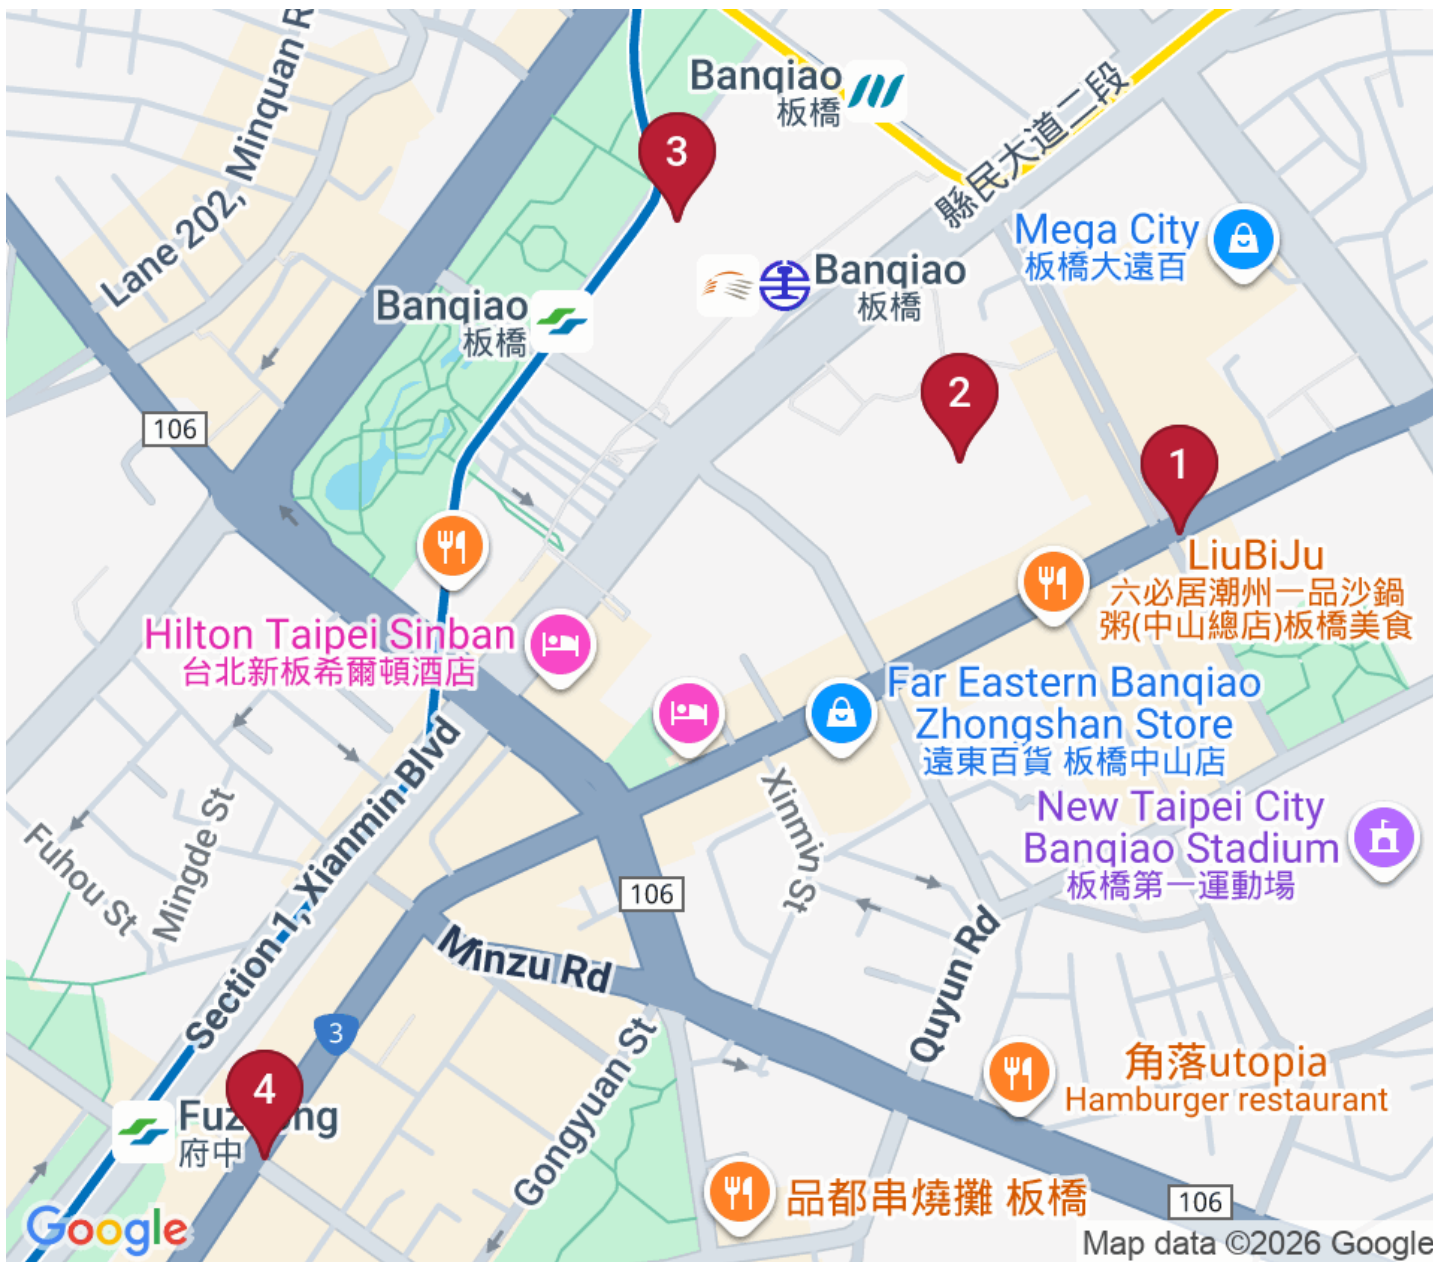 Lane 202, Minquan R
Banqiao
板橋
3
縣民大道二段
Mega City
板橋大遠百
Banqiao
板橋
Banqiao
板橋
2
106
1
LiuBiJu
六必居潮州一品沙鍋
粥(中山總店)板橋美食
Hilton Taipei Sinban
台北新板希爾頓酒店
Far Eastern Banqiao
Zhongshan Store
遠東百貨 板橋中山店
Section 1, Xianmin Blvd
Fuhou St
Mingde St
Xinmin St
New Taipei City
Banqiao Stadium
板橋第一運動場
106
Minzu Rd
Quyun Rd
3
Gongyuan St
4
府中
角落utopia
Hamburger restaurant
品都串燒攤 板橋
106
Google
Map data ©2026 Google